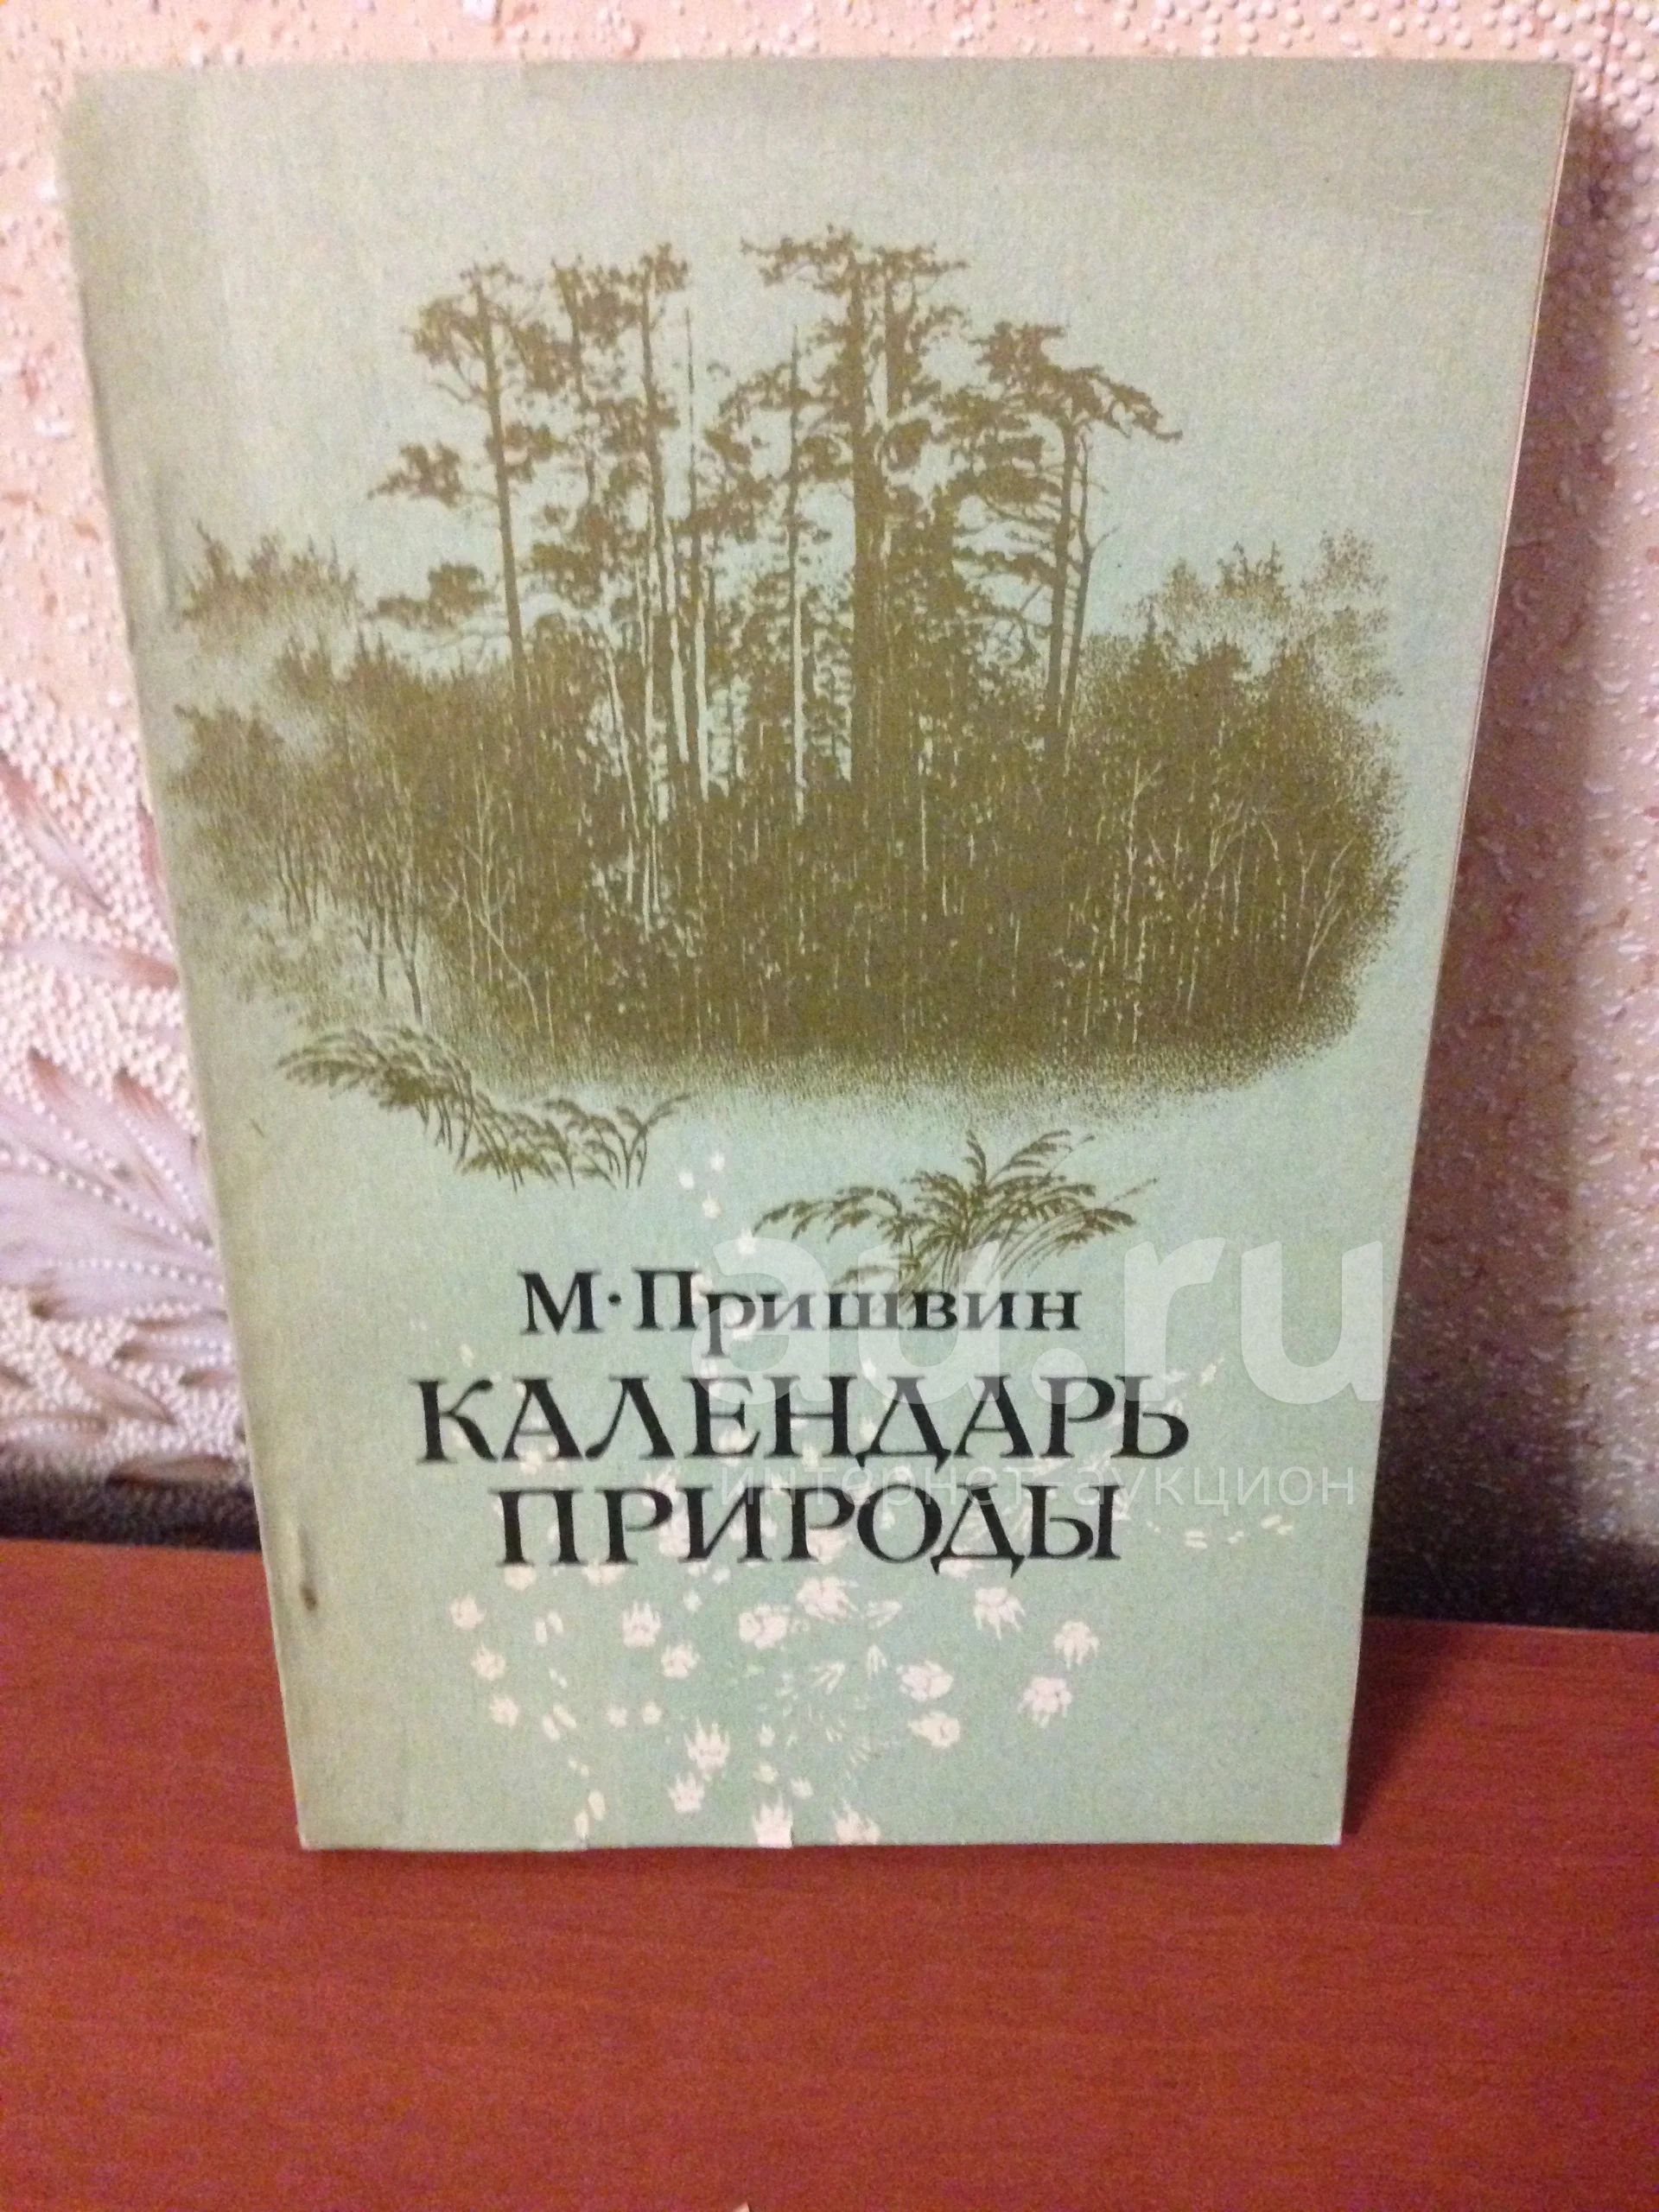 М·Пришвин
au.ru
КАЛЕНДАРЬ
интернет-аукцион
ПРИРОДЫ